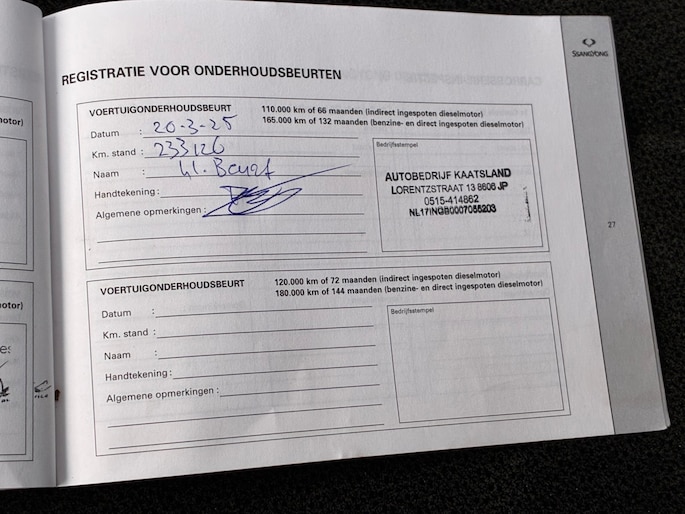 SSANGYONG
REGISTRATIE VOOR ONDERHOUDSBEURTEN
VOERTUIGONDERHOUDSBEURT
110.000 km of 66 maanden (indirect ingespoten dieselmotor)
165.000 km of 132 maanden (benzine- en direct ingespoten dieselmotor)
Datum : 20-3-25
Km. stand : 233126
Naam :
Handtekening :
Algemene opmerkingen :
Bedrijfsstempel
AUTOBEDRIJF KAATSLAND
LORENTZSTRAAT 13 8606 JP
0515-414862
NL17INGB0007055203
27
VOERTUIGONDERHOUDSBEURT
120.000 km of 72 maanden (indirect ingespoten dieselmotor)
180.000 km of 144 maanden (benzine- en direct ingespoten dieselmotor)
Datum :
Km. stand :
Naam :
Handtekening :
Algemene opmerkingen :
Bedrijfsstempel
motor)
motor)